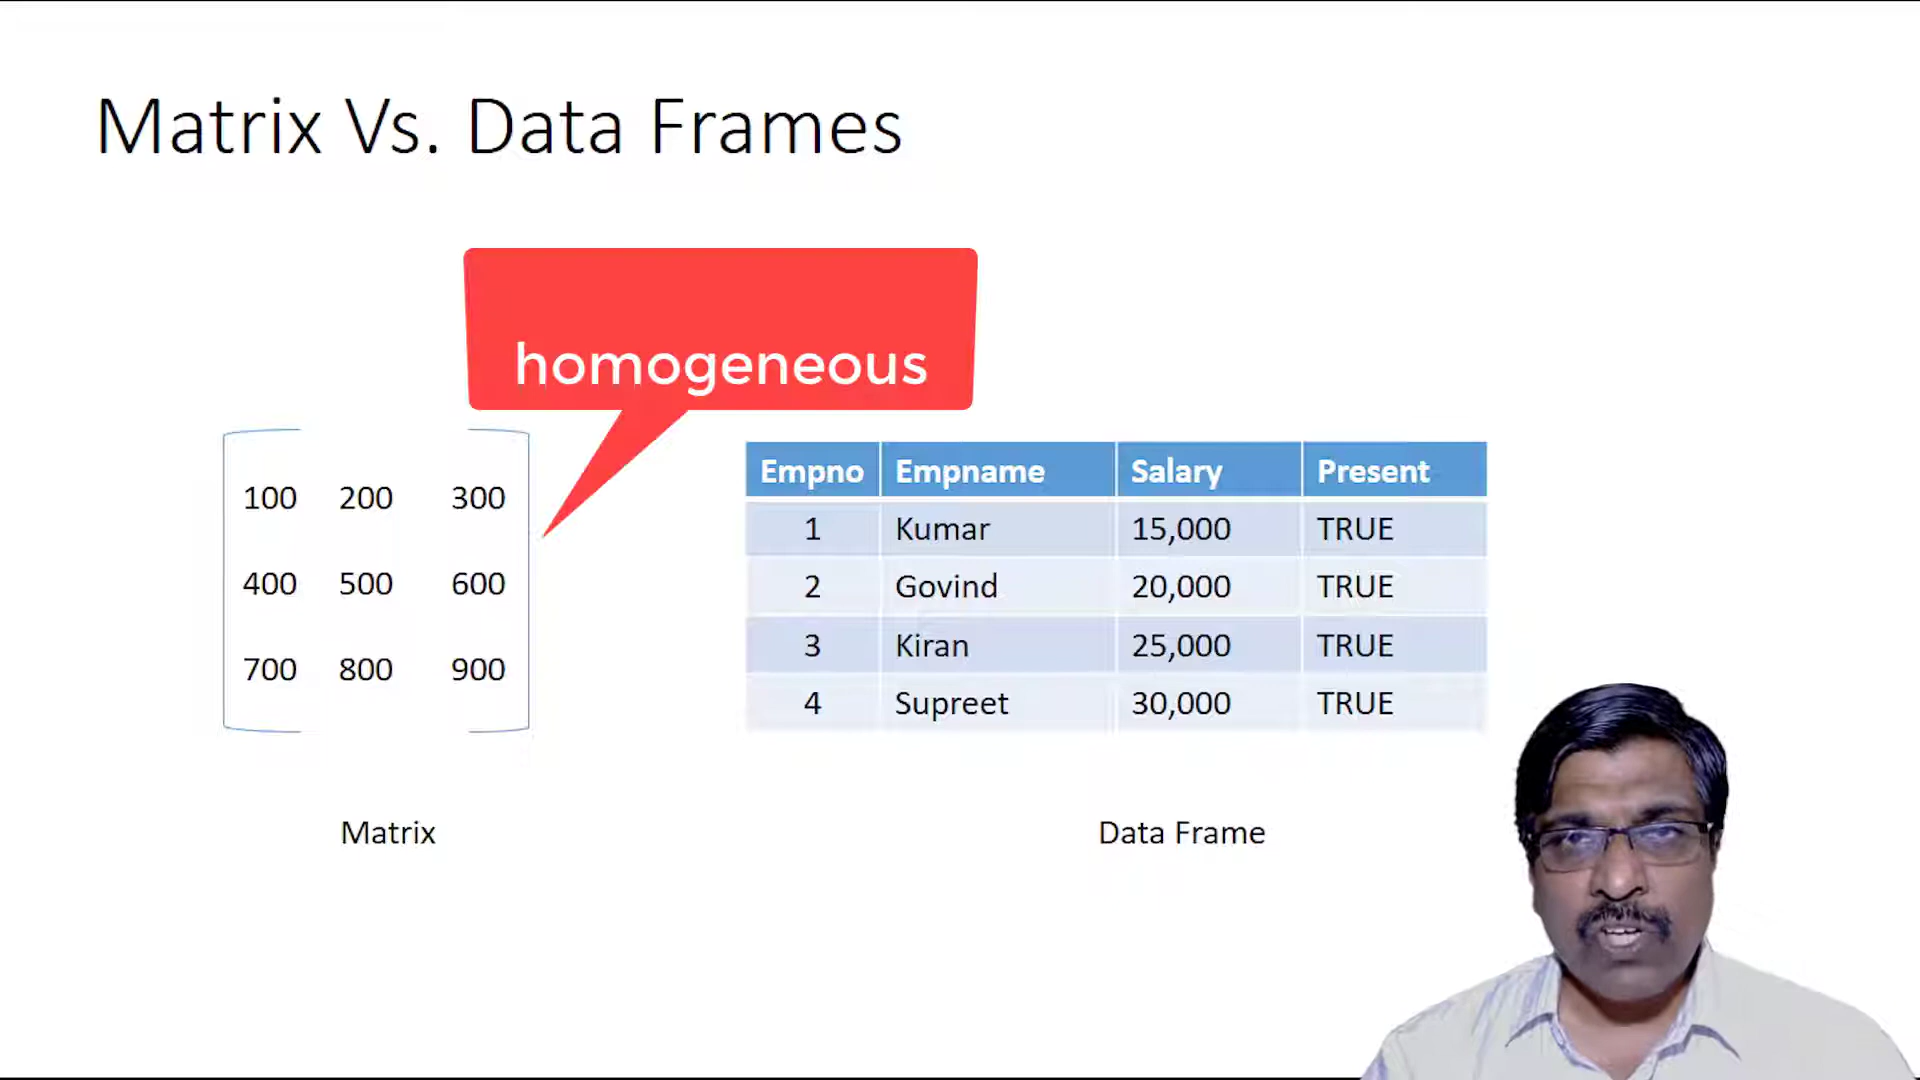 Matrix Vs. Data Frames
homogeneous
100 200 300
400 500 600
700 800 900
Matrix
Empno Empname Salary Present
1 Kumar 15,000 TRUE
2 Govind 20,000 TRUE
3 Kiran 25,000 TRUE
4 Supreet 30,000 TRUE
Data Frame